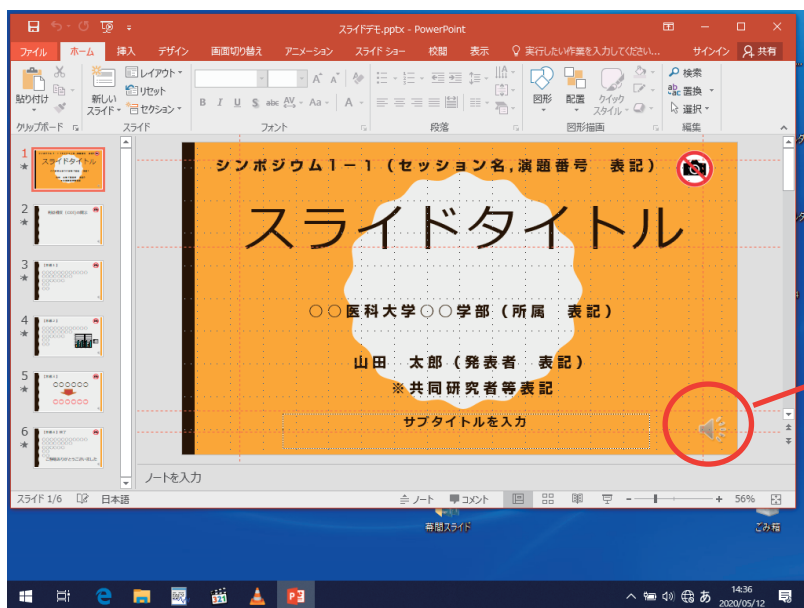 スライドデモ.pptx - PowerPoint
ファイル ホーム 挿入 デザイン 画面切り替え アニメーション スライド ショー 校閲 表示 実行したい作業を入力してください... サインイン 共有
貼り付け
新しい
スライド
レイアウト
リセット
セクション
B I U S abc AV Aa A
図形
配置
クイック
スタイル
検索
置換
選択
クリップボード スライド フォント 段落 図形描画 編集
1
2
3
4
5
6
シンポジウム1-1(セッション名,演題番号 表記)
スライドタイトル
○○医科大学○○学部(所属 表記)
山田 太郎(発表者 表記)
※共同研究者等表記
サブタイトルを入力
ノートを入力
スライド 1/6 日本語 ノート コメント 56%
ごみ箱
あ
14:36
2020/05/12